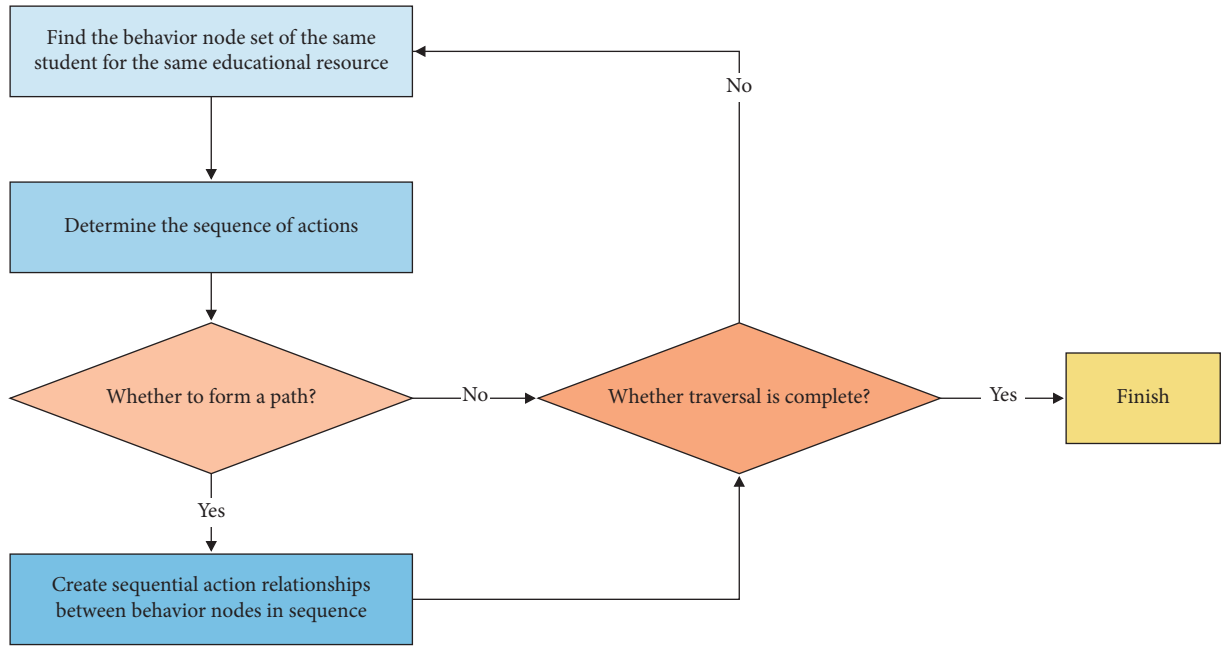 Find the behavior node set of the same
student for the same educational resource
No
Determine the sequence of actions
Whether to form a path?
No
Whether traversal is complete?
Yes
Finish
Yes
Create sequential action relationships
between behavior nodes in sequence